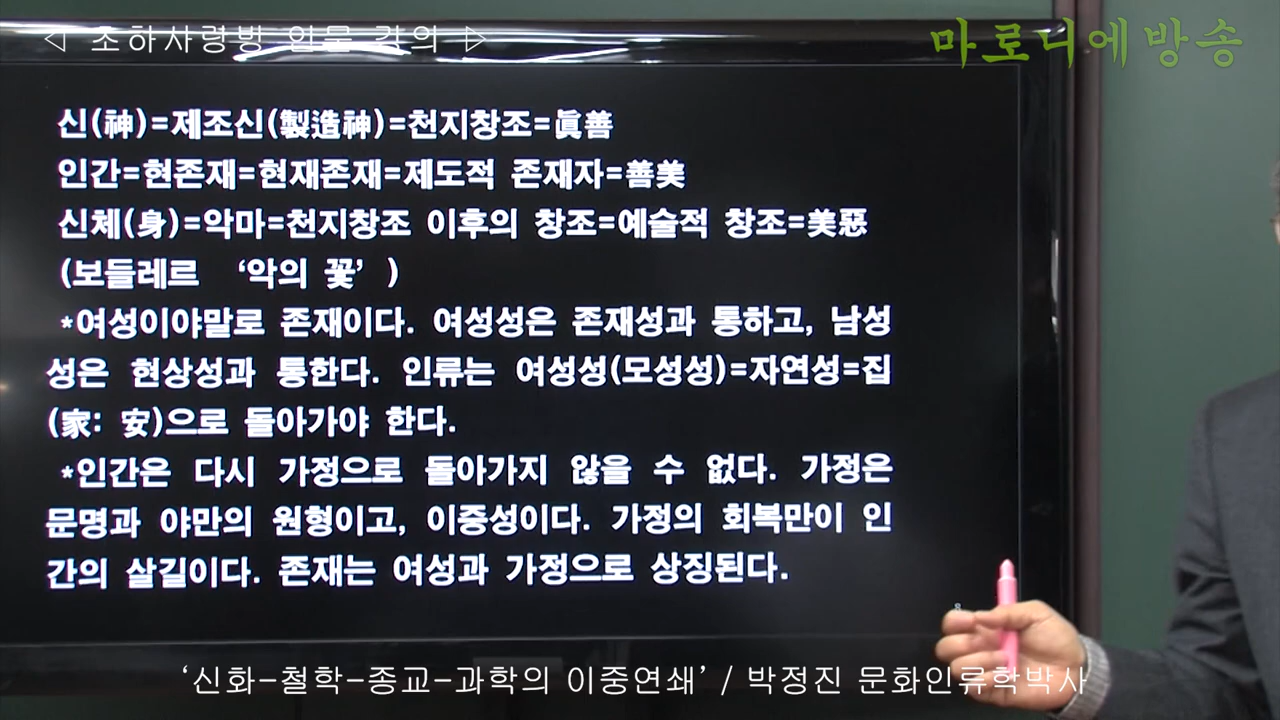 ◁ 초하사랑방 입문 강의 ▷
마로니에방송
신(神)=제조신(製造神)=천지창조=眞善
인간=현존재=현재존재=제도적 존재자=善美
신체(身)=악마=천지창조 이후의 창조=예술적 창조=美惡
(보들레르 ‘악의 꽃’ )
*여성이야말로 존재이다. 여성성은 존재성과 통하고, 남성
성은 현상성과 통한다. 인류는 여성성(모성성)=자연성=집
(家: 安)으로 돌아가야 한다.
*인간은 다시 가정으로 돌아가지 않을 수 없다. 가정은
문명과 야만의 원형이고, 이중성이다. 가정의 회복만이 인
간의 살길이다. 존재는 여성과 가정으로 상징된다.
‘신화-철학-종교-과학의 이중연쇄’ / 박정진 문화인류학박사